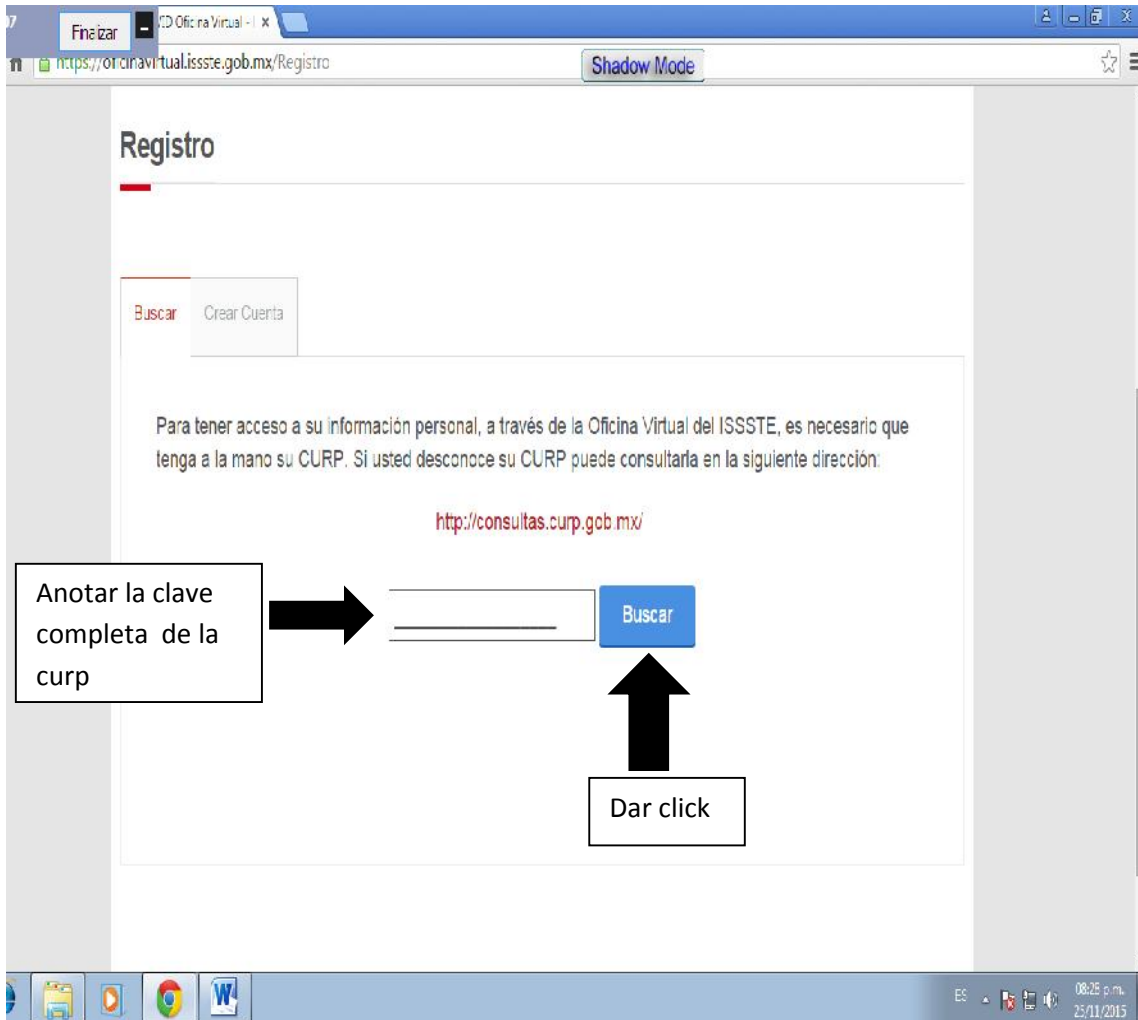 Finalizar
Oficina Virtual - I x
https://oficinavirtual.issste.gob.mx/Registro
Shadow Mode
Registro
Buscar Crear Cuenta
Para tener acceso a su información personal, a través de la Oficina Virtual del ISSSTE, es necesario que
tenga a la mano su CURP. Si usted desconoce su CURP puede consultarla en la siguiente dirección:
http://consultas.curp.gob.mx/
Anotar la clave
completa de la
curp
Buscar
Dar click
ES 08:28 p.m.
25/11/2015